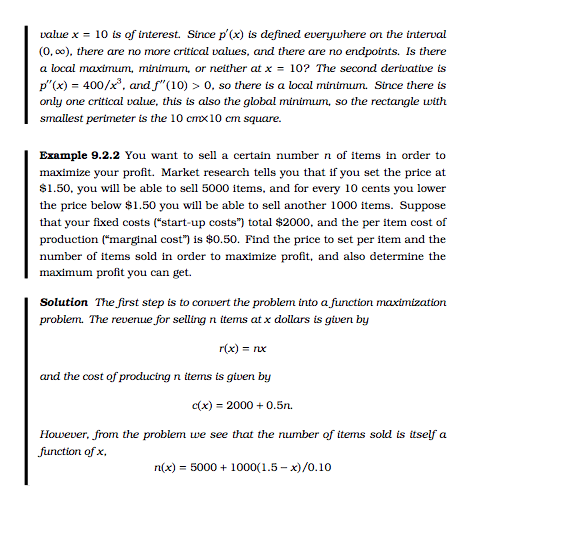 value x = 10 is of interest. Since p′(x) is defined everywhere on the interval
(0, ∞), there are no more critical values, and there are no endpoints. Is there
a local maximum, minimum, or neither at x = 10? The second derivative is
p″(x) = 400/x³, and f″(10) > 0, so there is a local minimum. Since there is
only one critical value, this is also the global minimum, so the rectangle with
smallest perimeter is the 10 cm×10 cm square.
Example 9.2.2 You want to sell a certain number n of items in order to
maximize your profit. Market research tells you that if you set the price at
$1.50, you will be able to sell 5000 items, and for every 10 cents you lower
the price below $1.50 you will be able to sell another 1000 items. Suppose
that your fixed costs (“start-up costs”) total $2000, and the per item cost of
production (“marginal cost”) is $0.50. Find the price to set per item and the
number of items sold in order to maximize profit, and also determine the
maximum profit you can get.
Solution The first step is to convert the problem into a function maximization
problem. The revenue for selling n items at x dollars is given by
r(x) = nx
and the cost of producing n items is given by
c(x) = 2000 + 0.5n.
However, from the problem we see that the number of items sold is itself a
function of x,
n(x) = 5000 + 1000(1.5 − x)/0.10